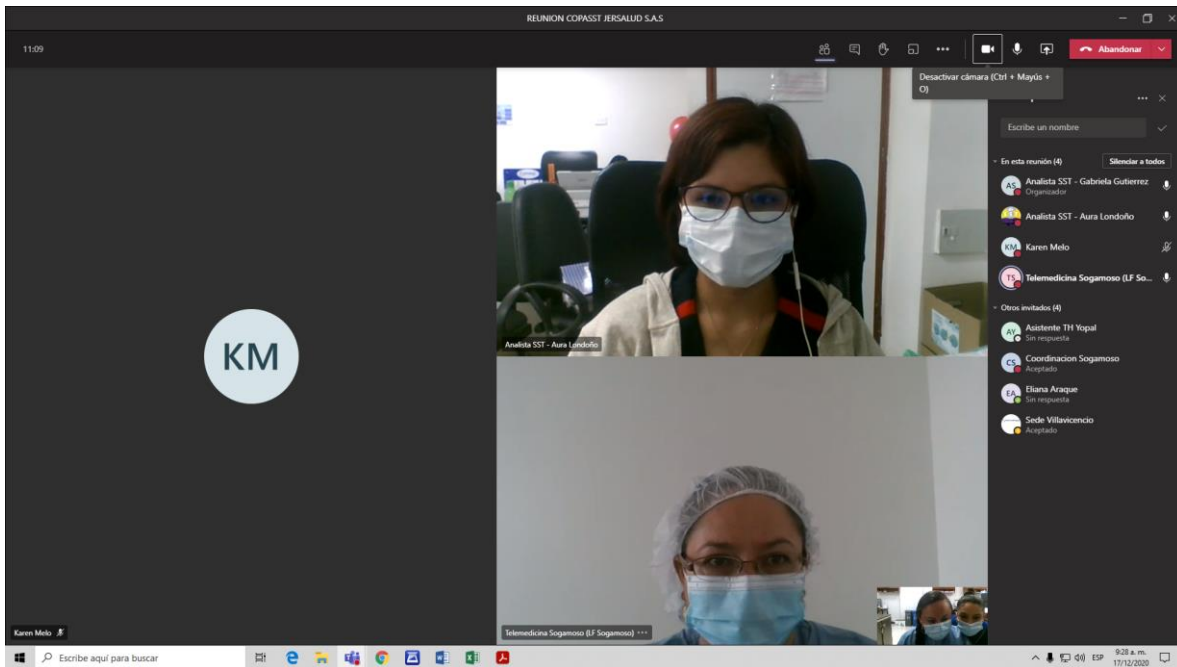 REUNION COPASST JERSALUD S.A.S
11:09
Abandonar
Desactivar cámara (Ctrl + Mayús +
O)
Escribe un nombre
En esta reunión (4)
Silenciar a todos
AS
Analista SST - Gabriela Gutierrez
Organizador
Analista SST - Aura Londoño
KM
Karen Melo
TS
Telemedicina Sogamoso (LF So...
Otros invitados (4)
AY
Asistente TH Yopal
Sin respuesta
CS
Coordinacion Sogamoso
Aceptado
EA
Eliana Araque
Sin respuesta
Sede Villavicencio
Aceptado
KM
Analista SST - Aura Londoño
Karen Melo
Telemedicina Sogamoso (LF Sogamoso)
Escribe aquí para buscar
ESP
9:28 a. m.
17/12/2020